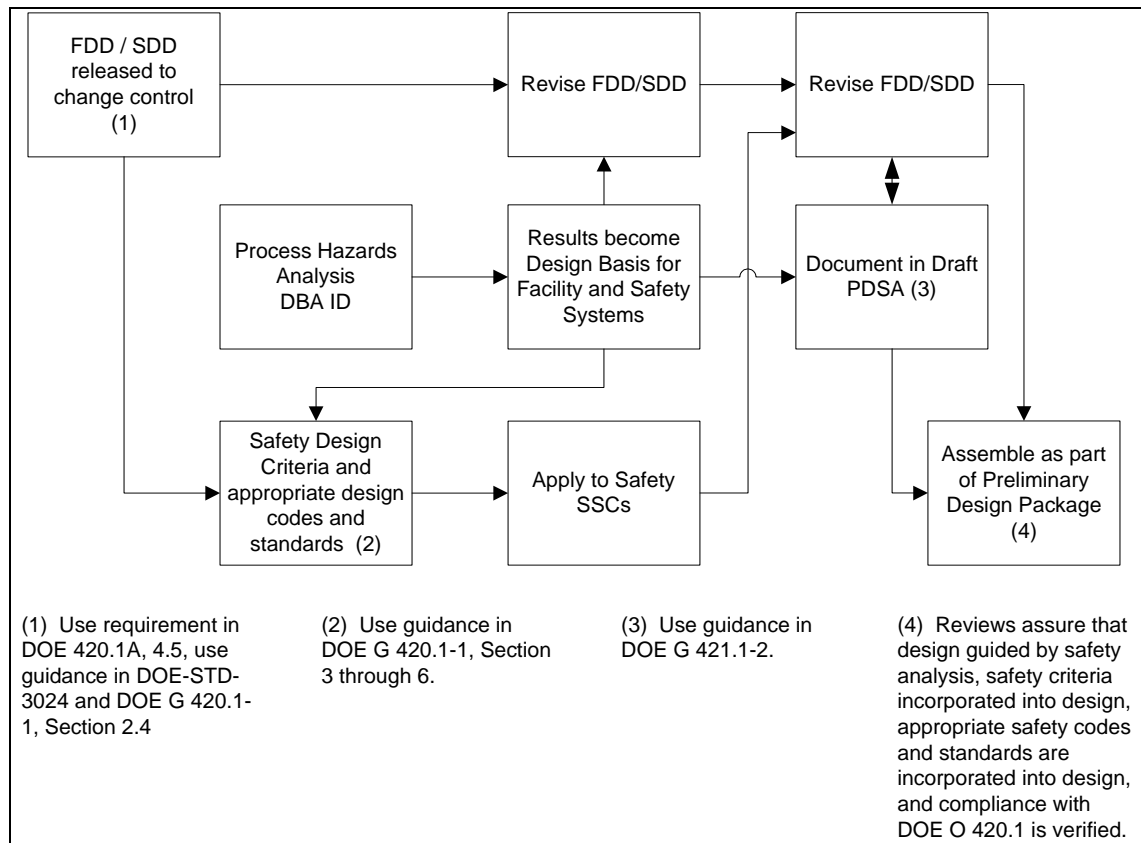 FDD / SDD
released to
change control
(1)
Revise FDD/SDD
Revise FDD/SDD
Process Hazards
Analysis
DBA ID
Results become
Design Basis for
Facility and Safety
Systems
Document in Draft
PDSA (3)
Safety Design
Criteria and
appropriate design
codes and
standards (2)
Apply to Safety
SSCs
Assemble as part
of Preliminary
Design Package
(4)
(1) Use requirement in
DOE 420.1A, 4.5, use
guidance in DOE-STD-
3024 and DOE G 420.1-
1, Section 2.4
(2) Use guidance in
DOE G 420.1-1, Section
3 through 6.
(3) Use guidance in
DOE G 421.1-2.
(4) Reviews assure that
design guided by safety
analysis, safety criteria
incorporated into design,
appropriate safety codes
and standards are
incorporated into design,
and compliance with
DOE O 420.1 is verified.